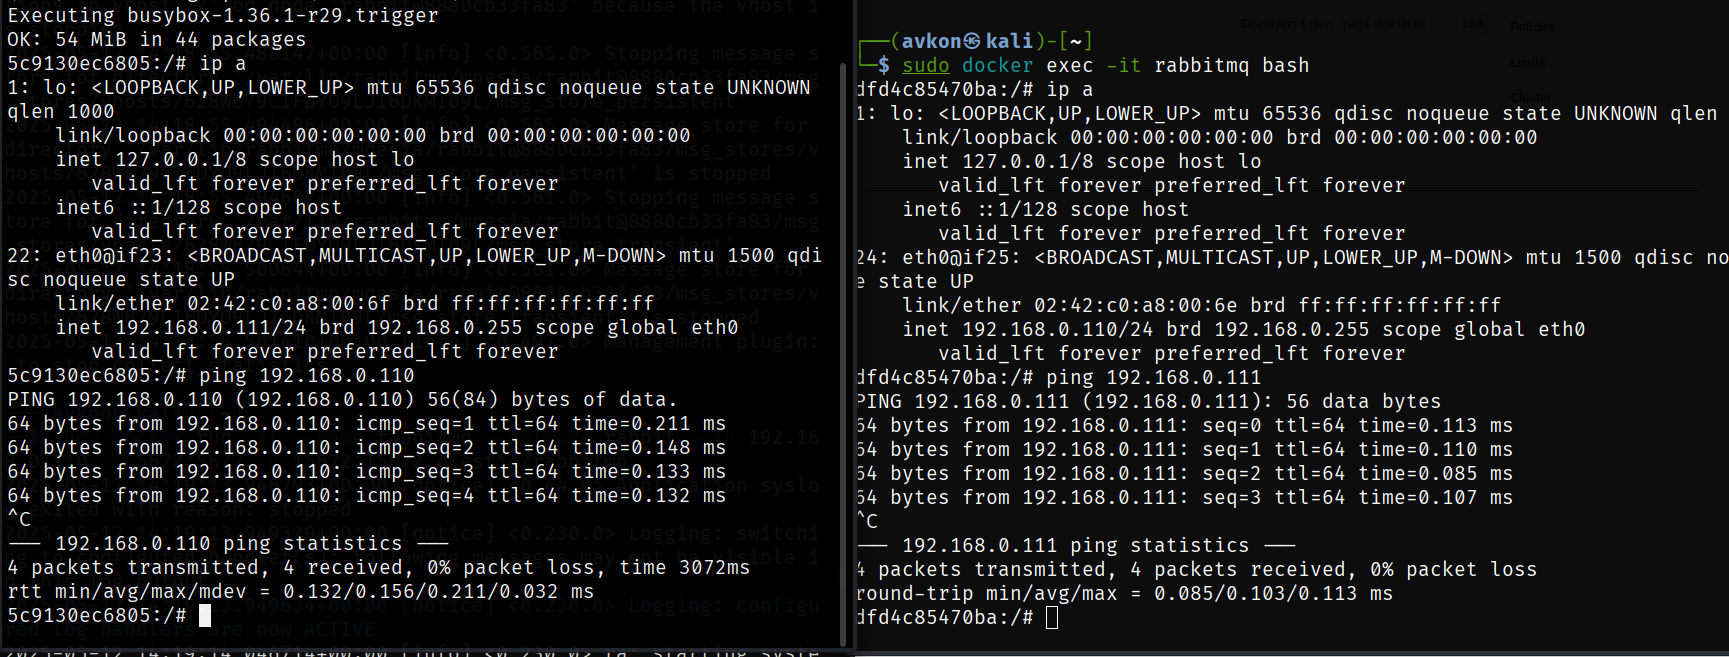 Executing busybox-1.36.1-r29.trigger
OK: 54 MiB in 44 packages
5c9130ec6805:/# ip a
1: lo: <LOOPBACK,UP,LOWER_UP> mtu 65536 qdisc noqueue state UNKNOWN
qlen 1000
    link/loopback 00:00:00:00:00:00 brd 00:00:00:00:00:00
    inet 127.0.0.1/8 scope host lo
       valid_lft forever preferred_lft forever
    inet6 ::1/128 scope host
       valid_lft forever preferred_lft forever
22: eth0@if23: <BROADCAST,MULTICAST,UP,LOWER_UP,M-DOWN> mtu 1500 qdi
sc noqueue state UP
    link/ether 02:42:c0:a8:00:6f brd ff:ff:ff:ff:ff:ff
    inet 192.168.0.111/24 brd 192.168.0.255 scope global eth0
       valid_lft forever preferred_lft forever
5c9130ec6805:/# ping 192.168.0.110
PING 192.168.0.110 (192.168.0.110) 56(84) bytes of data.
64 bytes from 192.168.0.110: icmp_seq=1 ttl=64 time=0.211 ms
64 bytes from 192.168.0.110: icmp_seq=2 ttl=64 time=0.148 ms
64 bytes from 192.168.0.110: icmp_seq=3 ttl=64 time=0.133 ms
64 bytes from 192.168.0.110: icmp_seq=4 ttl=64 time=0.132 ms
^C
--- 192.168.0.110 ping statistics ---
4 packets transmitted, 4 received, 0% packet loss, time 3072ms
rtt min/avg/max/mdev = 0.132/0.156/0.211/0.032 ms
5c9130ec6805:/#
┌──(avkon㉿kali)-[~]
└─$ sudo docker exec -it rabbitmq bash
dfd4c85470ba:/# ip a
1: lo: <LOOPBACK,UP,LOWER_UP> mtu 65536 qdisc noqueue state UNKNOWN qlen
    link/loopback 00:00:00:00:00:00 brd 00:00:00:00:00:00
    inet 127.0.0.1/8 scope host lo
       valid_lft forever preferred_lft forever
    inet6 ::1/128 scope host
       valid_lft forever preferred_lft forever
24: eth0@if25: <BROADCAST,MULTICAST,UP,LOWER_UP,M-DOWN> mtu 1500 qdisc no
e state UP
    link/ether 02:42:c0:a8:00:6e brd ff:ff:ff:ff:ff:ff
    inet 192.168.0.110/24 brd 192.168.0.255 scope global eth0
       valid_lft forever preferred_lft forever
dfd4c85470ba:/# ping 192.168.0.111
PING 192.168.0.111 (192.168.0.111): 56 data bytes
64 bytes from 192.168.0.111: seq=0 ttl=64 time=0.113 ms
64 bytes from 192.168.0.111: seq=1 ttl=64 time=0.110 ms
64 bytes from 192.168.0.111: seq=2 ttl=64 time=0.085 ms
64 bytes from 192.168.0.111: seq=3 ttl=64 time=0.107 ms
^C
--- 192.168.0.111 ping statistics ---
4 packets transmitted, 4 packets received, 0% packet loss
round-trip min/avg/max = 0.085/0.103/0.113 ms
dfd4c85470ba:/#